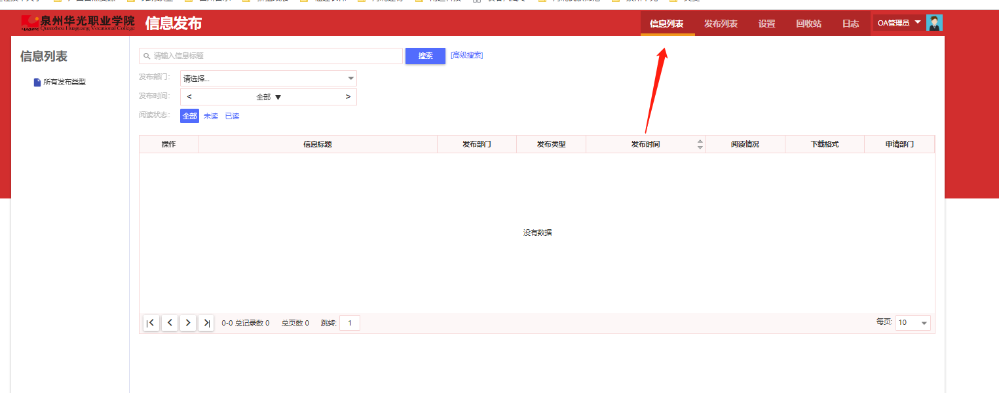 泉州华光职业学院
Quanzhou Huaguang Vocational College
信息发布
信息列表 发布列表 设置 回收站 日志 OA管理员
信息列表
所有发布类型
请输入信息标题 搜索 [高级搜索]
发布部门： 请选择...
发布时间： < 全部 ▼ >
阅读状态： 全部 未读 已读
操作 信息标题 发布部门 发布类型 发布时间 阅读情况 下载格式 申请部门
没有数据
0-0 总记录数 0 总页数 0 跳转: 1 每页: 10